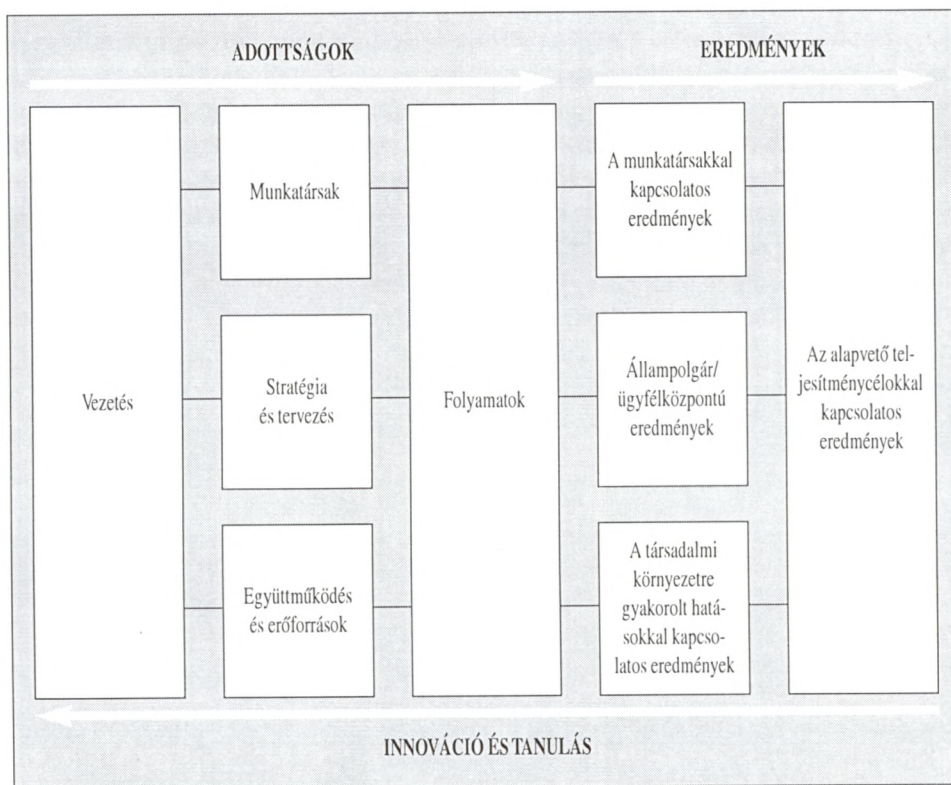 ADOTTSÁGOK
EREDMÉNYEK
Vezetés
Munkatársak
Stratégia
és tervezés
Együttműködés
és erőforrások
Folyamatok
A munkatársakkal
kapcsolatos
eredmények
Állampolgár/
ügyfélközpontú
eredmények
A társadalmi
környezetre
gyakorolt hatá-
sokkal kapcso-
latos eredmények
Az alapvető tel-
jesítménycélokkal
kapcsolatos
eredmények
INNOVÁCIÓ ÉS TANULÁS